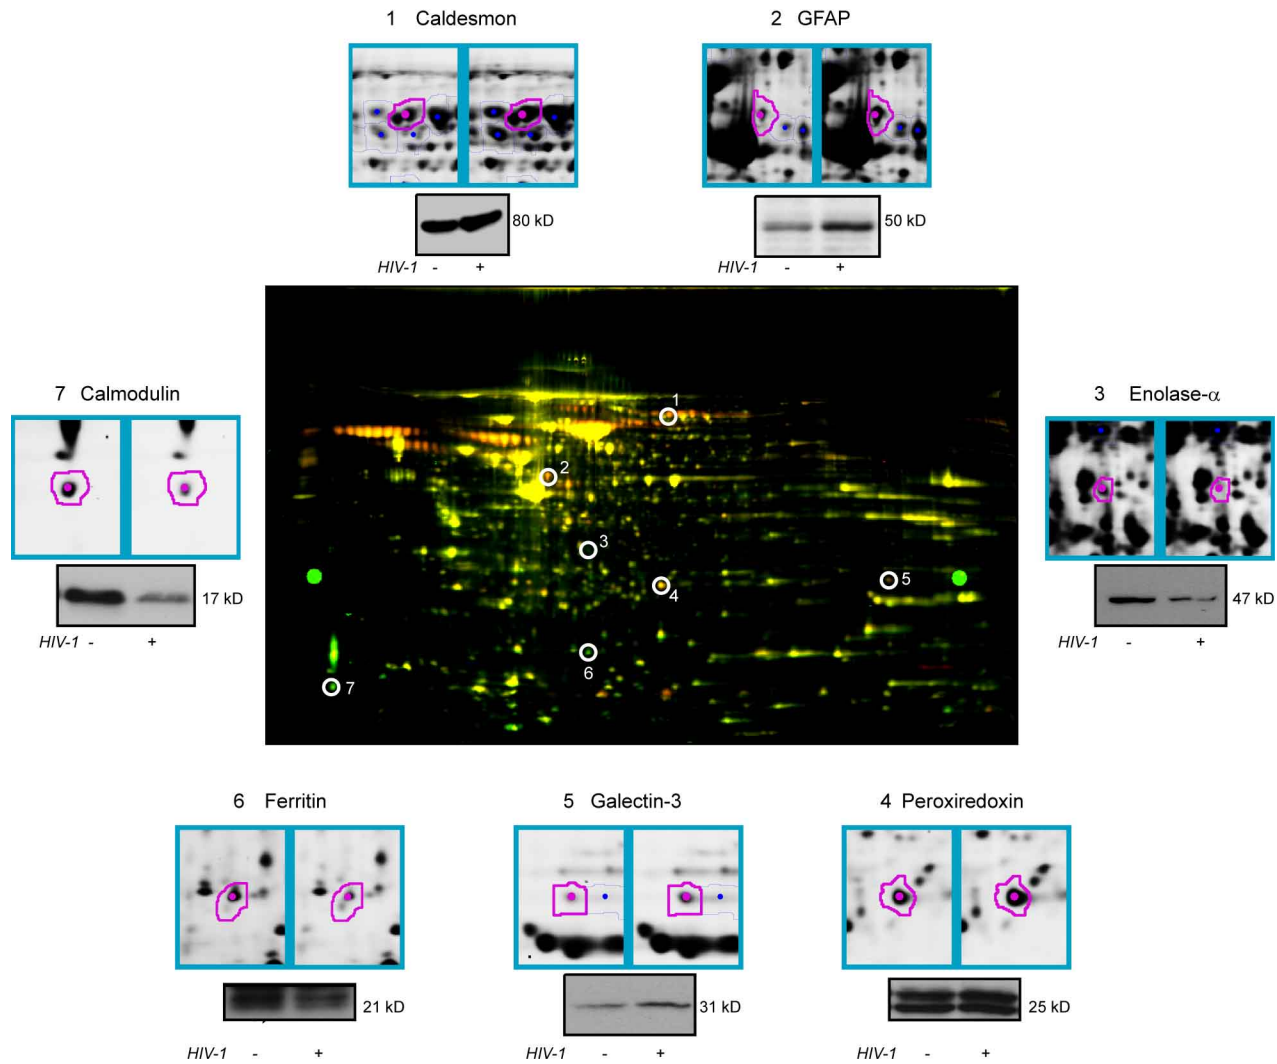 1 Caldesmon
2 GFAP
80 kD
50 kD
HIV-1 - +
HIV-1 - +
7 Calmodulin
3 Enolase-α
17 kD
47 kD
HIV-1 - +
HIV-1 - +
1
2
3
4
5
6
7
6 Ferritin
5 Galectin-3
4 Peroxiredoxin
21 kD
31 kD
25 kD
HIV-1 - +
HIV-1 - +
HIV-1 - +